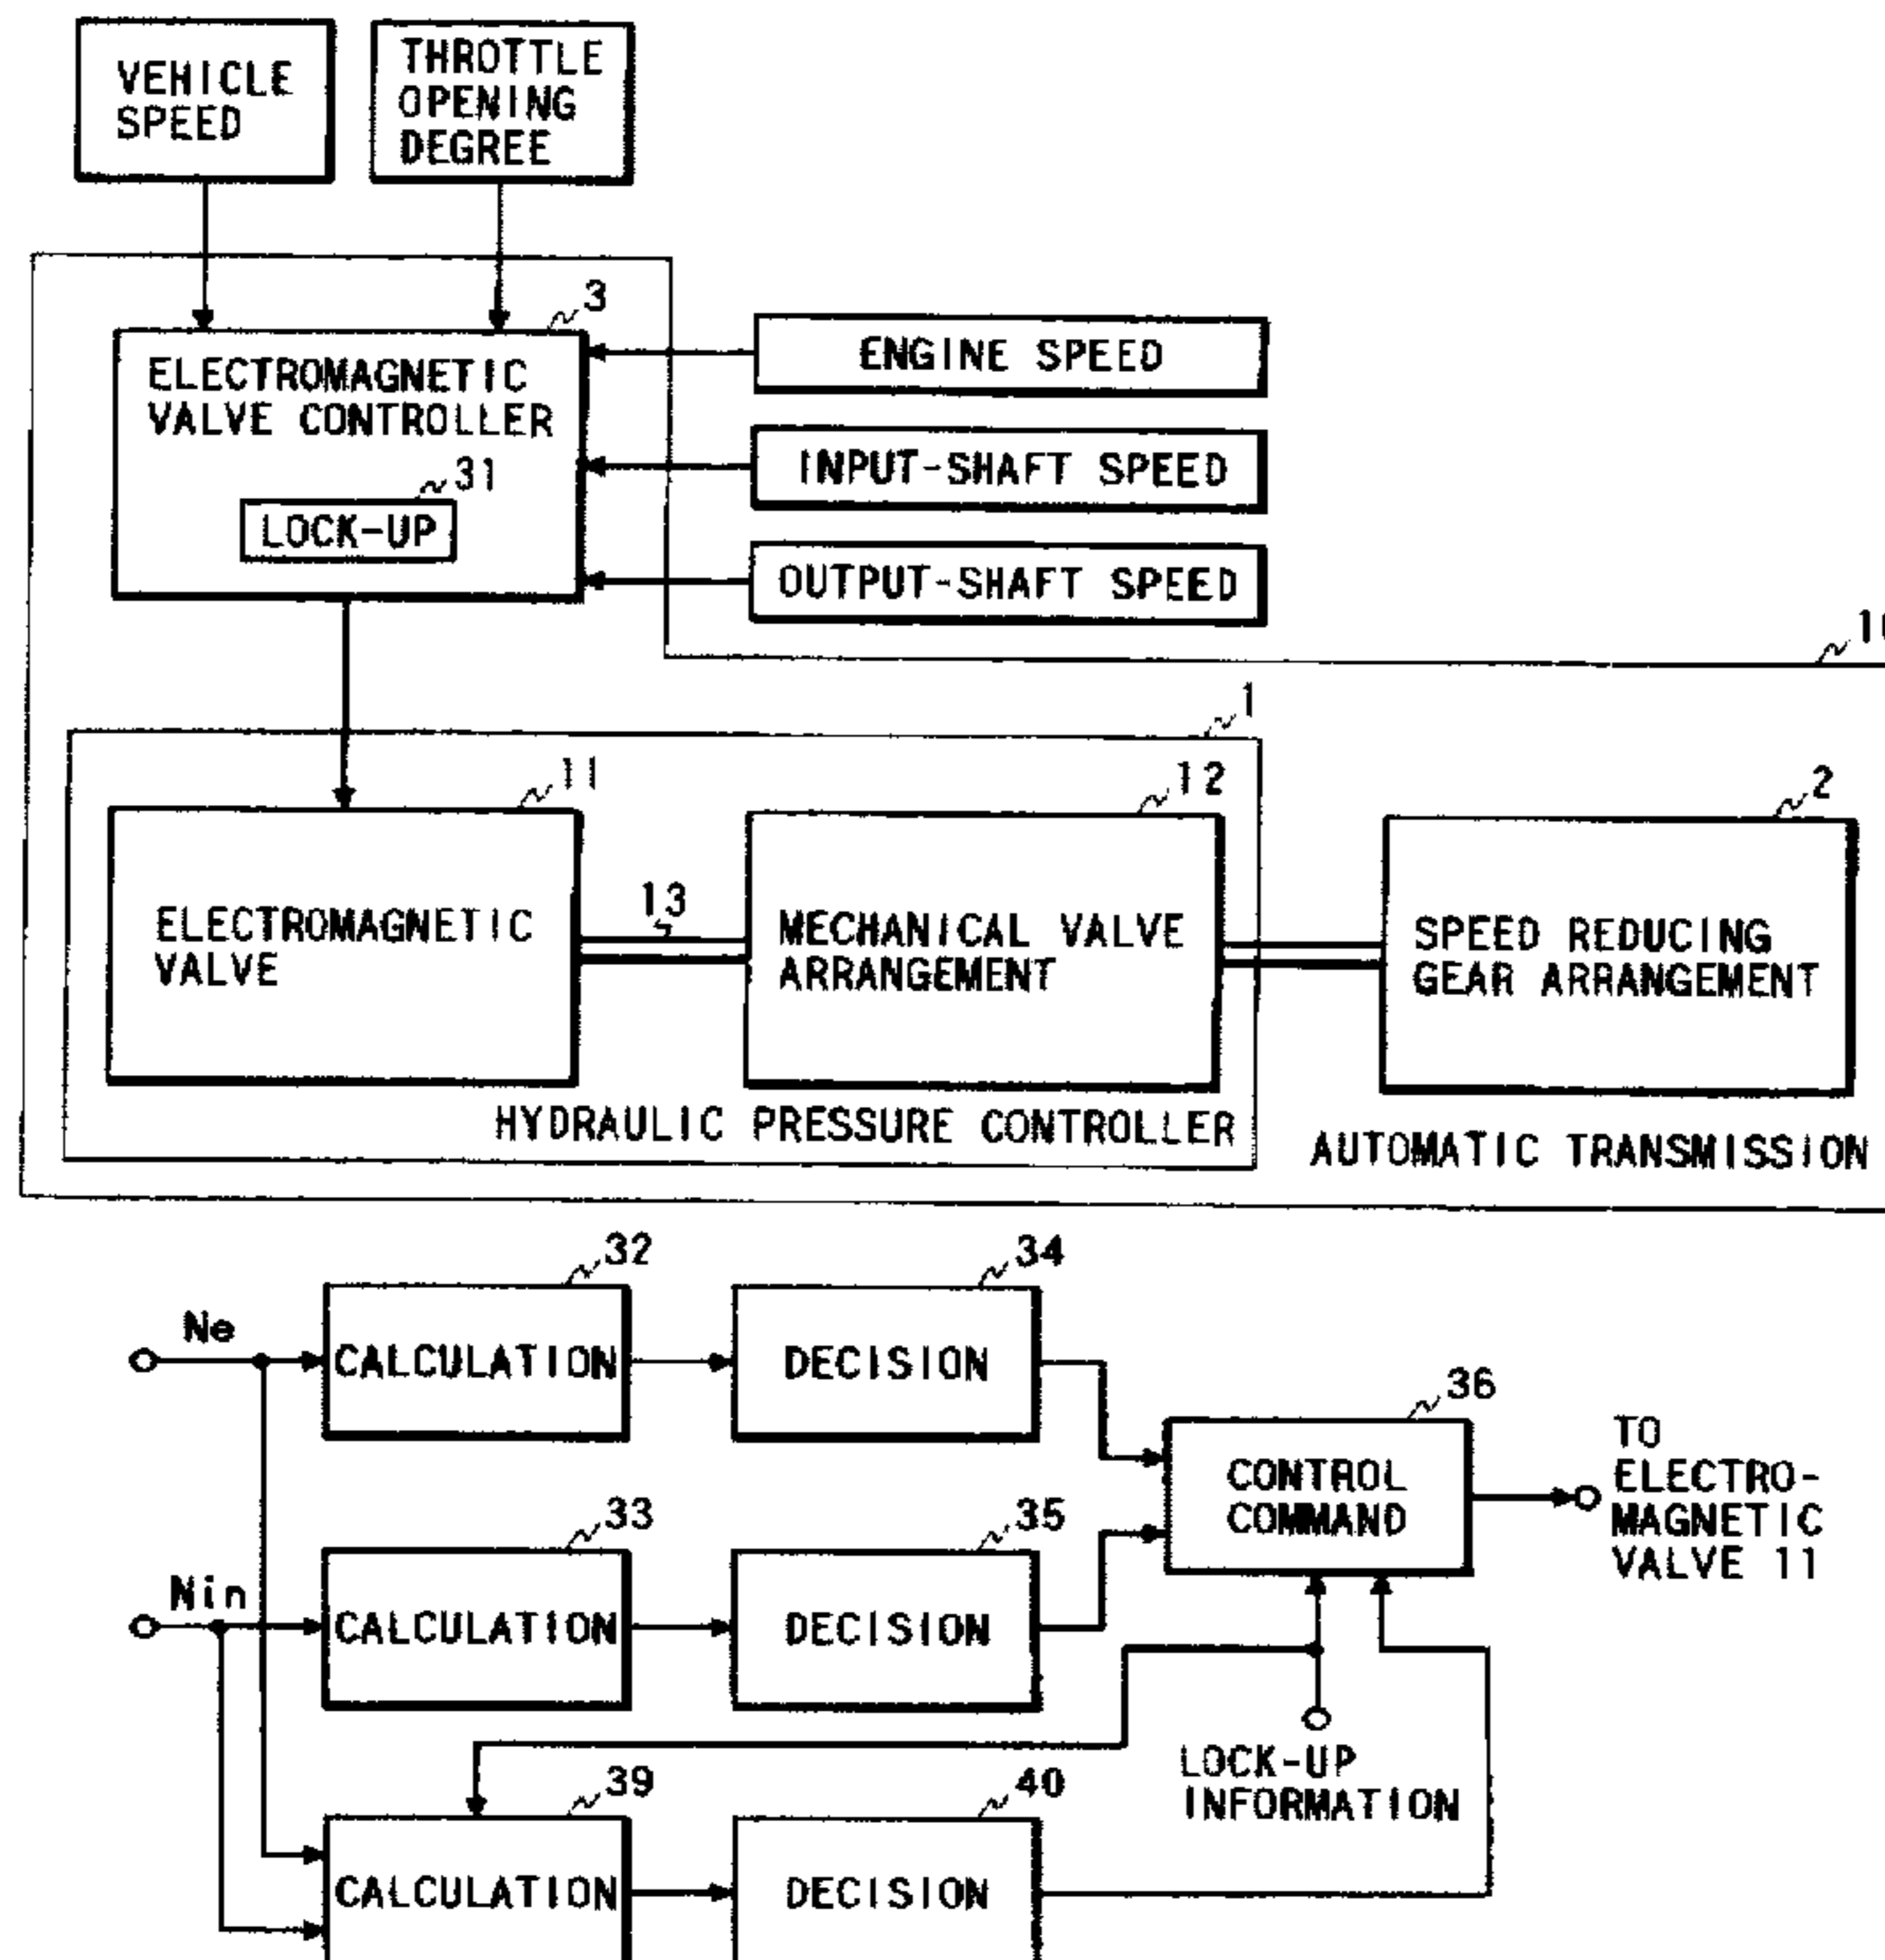 VEHICLE
SPEED
THROTTLE
OPENING
DEGREE
3
ELECTROMAGNETIC
VALVE CONTROLLER
31
LOCK-UP
ENGINE SPEED
INPUT-SHAFT SPEED
OUTPUT-SHAFT SPEED
1
11
12
2
ELECTROMAGNETIC
VALVE
13
MECHANICAL VALVE
ARRANGEMENT
SPEED REDUCING
GEAR ARRANGEMENT
HYDRAULIC PRESSURE CONTROLLER
AUTOMATIC TRANSMISSION
32
34
Ne
CALCULATION
DECISION
36
CONTROL
COMMAND
TO
ELECTRO-
MAGNETIC
VALVE 11
33
35
Nin
CALCULATION
DECISION
LOCK-UP
INFORMATION
39
40
CALCULATION
DECISION